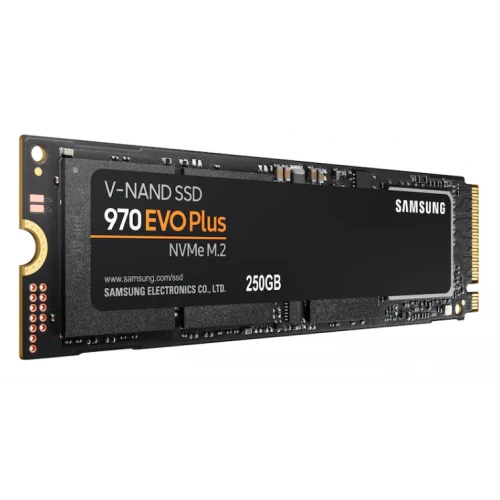 V-NAND SSD
970 EVO Plus
NVMe M.2
www.samsung.com/ssd
SAMSUNG ELECTRONICS CO., LTD.
250GB
SAMSUNG